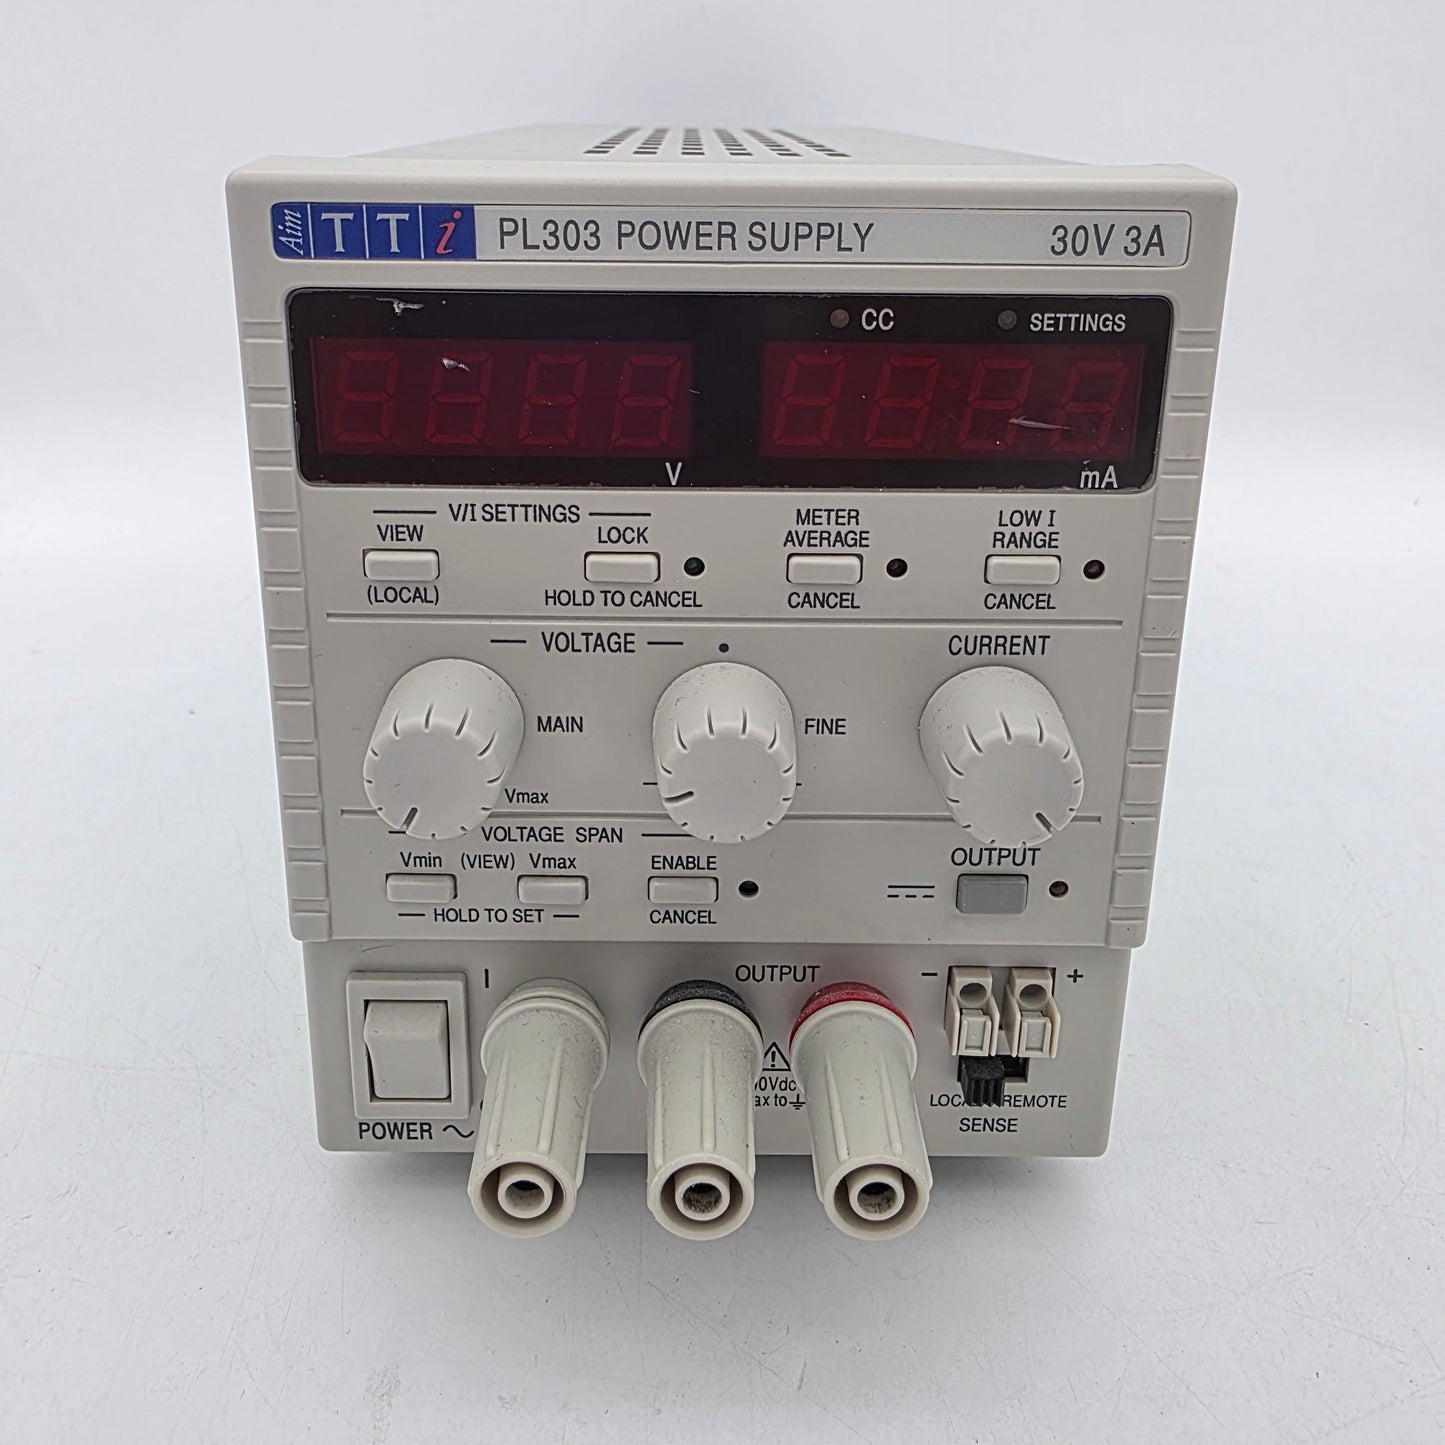 Aim TTi PL303 POWER SUPPLY 30V 3A
CC SETTINGS
V mA
V/I SETTINGS
VIEW LOCK
(LOCAL) HOLD TO CANCEL
METER
AVERAGE
CANCEL
LOW I
RANGE
CANCEL
VOLTAGE CURRENT
MAIN FINE
Vmax
VOLTAGE SPAN
Vmin (VIEW) Vmax ENABLE
HOLD TO SET CANCEL
OUTPUT
I OUTPUT - +
POWER
to
REMOTE
SENSE